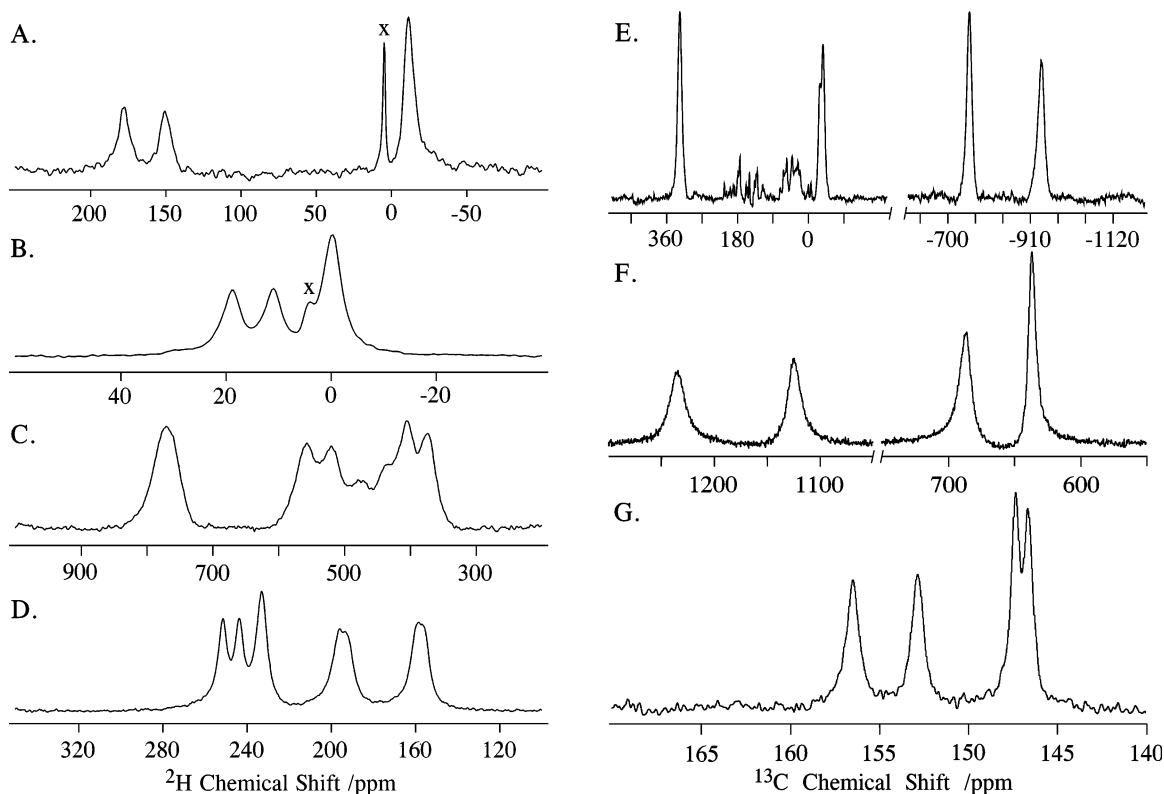 A.
x
200 150 100 50 0 -50
B.
x
40 20 0 -20
C.
900 700 500 300
D.
320 280 240 200 160 120
²H Chemical Shift /ppm
E.
360 180 0 -700 -910 -1120
F.
1200 1100 700 600
G.
165 160 155 150 145 140
¹³C Chemical Shift /ppm